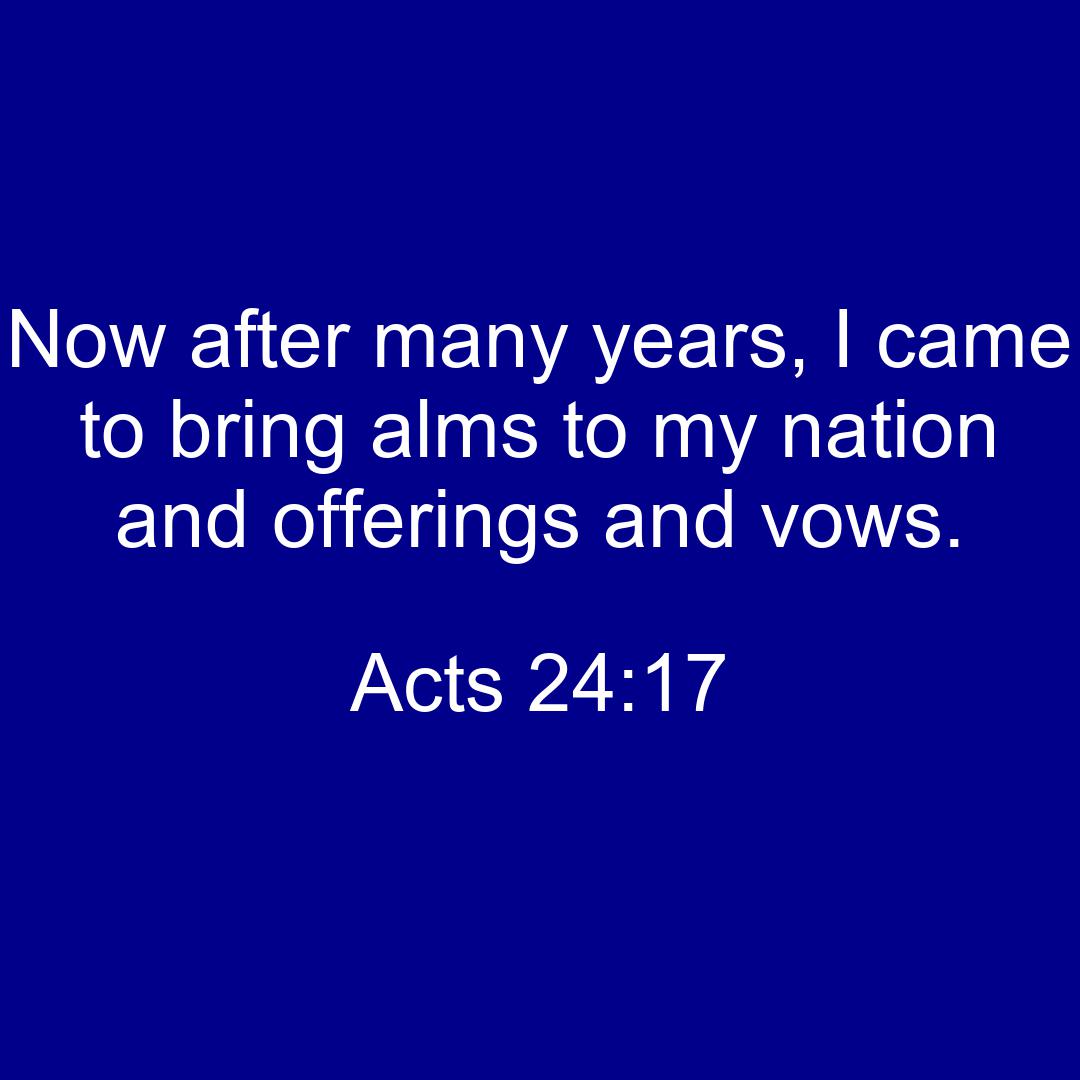 Now after many years, I came
to bring alms to my nation
and offerings and vows.
Acts 24:17